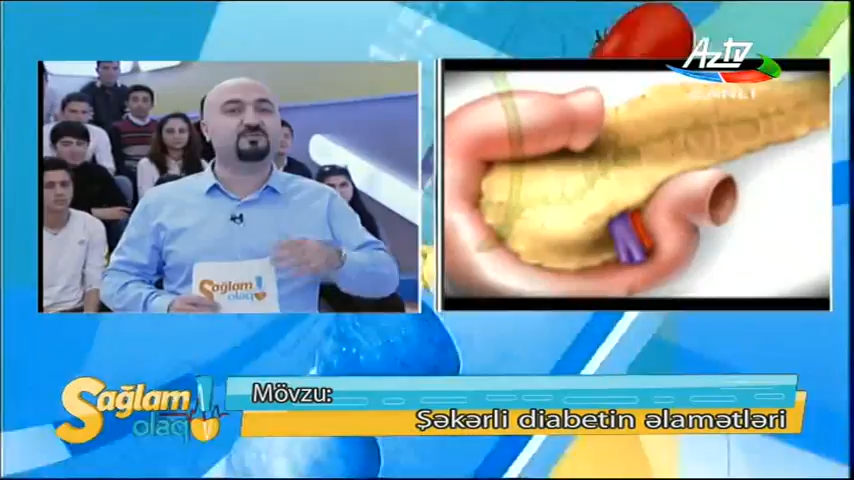 Aztv
CANLI
Sağlam
olaq!
Sağlam
olaq!
Mövzu:
Şəkərli diabetin əlamətləri